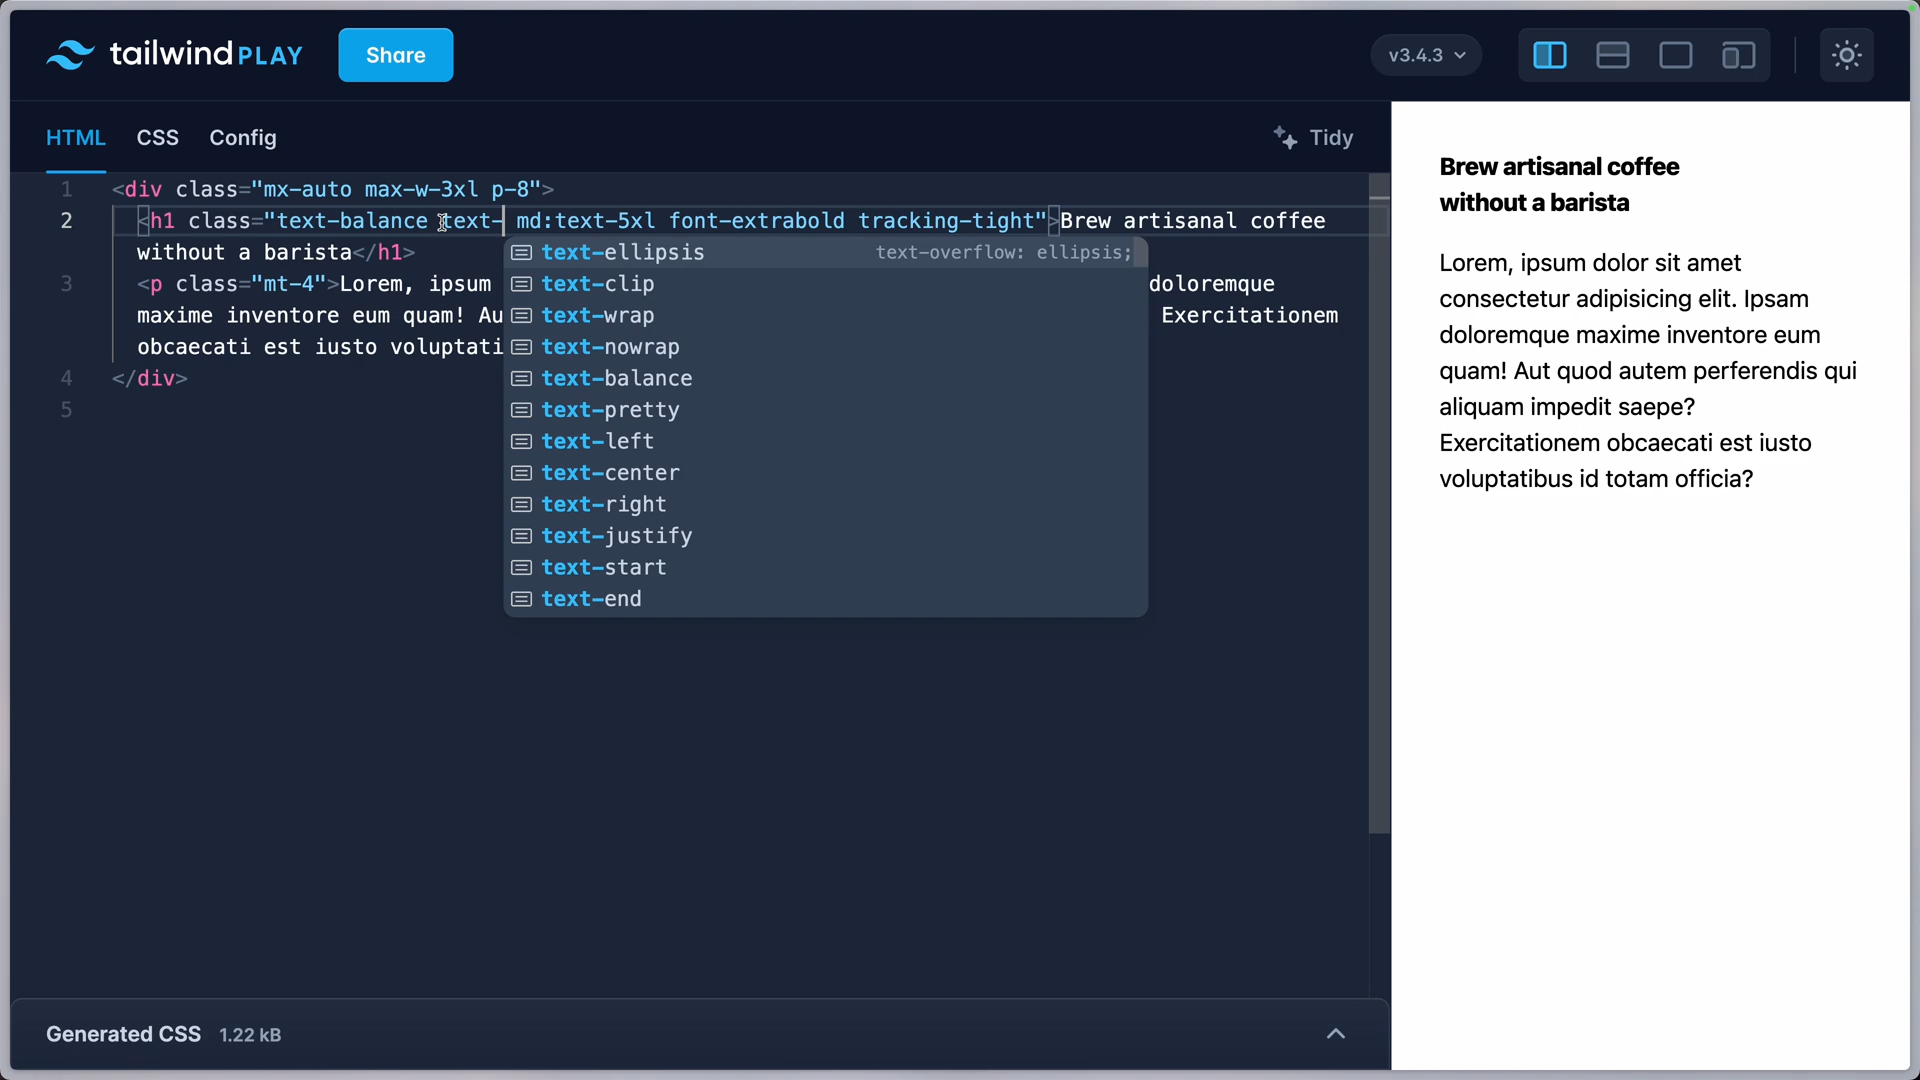 tailwind PLAY
Share
v3.4.3
HTML CSS Config
Tidy
1 <div class="mx-auto max-w-3xl p-8">
2 <h1 class="text-balance text- md:text-5xl font-extrabold tracking-tight">Brew artisanal coffee
without a barista</h1>
3 <p class="mt-4">Lorem, ipsum
doloremque
maxime inventore eum quam! Au
Exercitationem
obcaecati est iusto voluptati
4 </div>
5
text-ellipsis text-overflow: ellipsis;
text-clip
text-wrap
text-nowrap
text-balance
text-pretty
text-left
text-center
text-right
text-justify
text-start
text-end
Generated CSS 1.22 kB
Brew artisanal coffee
without a barista
Lorem, ipsum dolor sit amet
consectetur adipisicing elit. Ipsam
doloremque maxime inventore eum
quam! Aut quod autem perferendis qui
aliquam impedit saepe?
Exercitationem obcaecati est iusto
voluptatibus id totam officia?